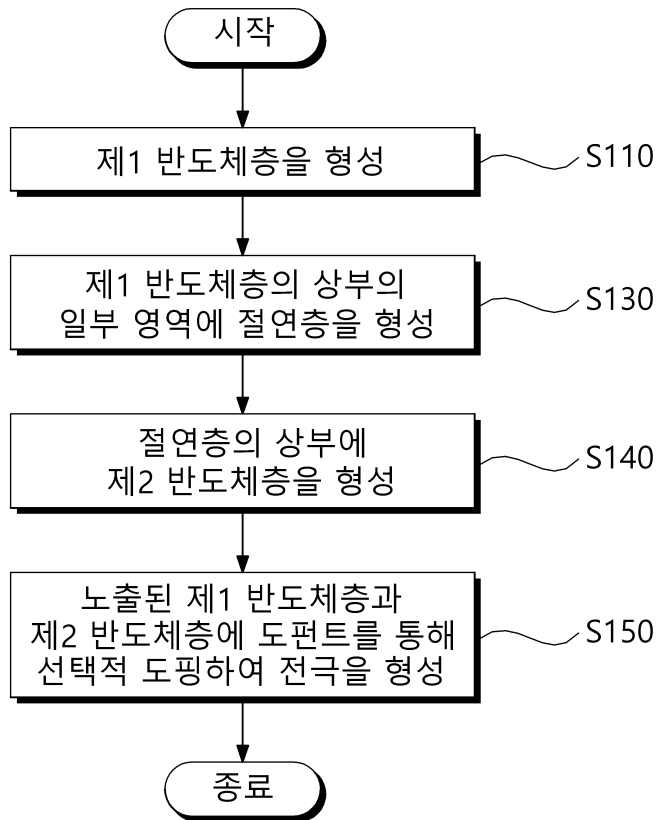 시작
제1 반도체층을 형성
S110
제1 반도체층의 상부의
일부 영역에 절연층을 형성
S130
절연층의 상부에
제2 반도체층을 형성
S140
노출된 제1 반도체층과
제2 반도체층에 도펀트를 통해
선택적 도핑하여 전극을 형성
S150
종료